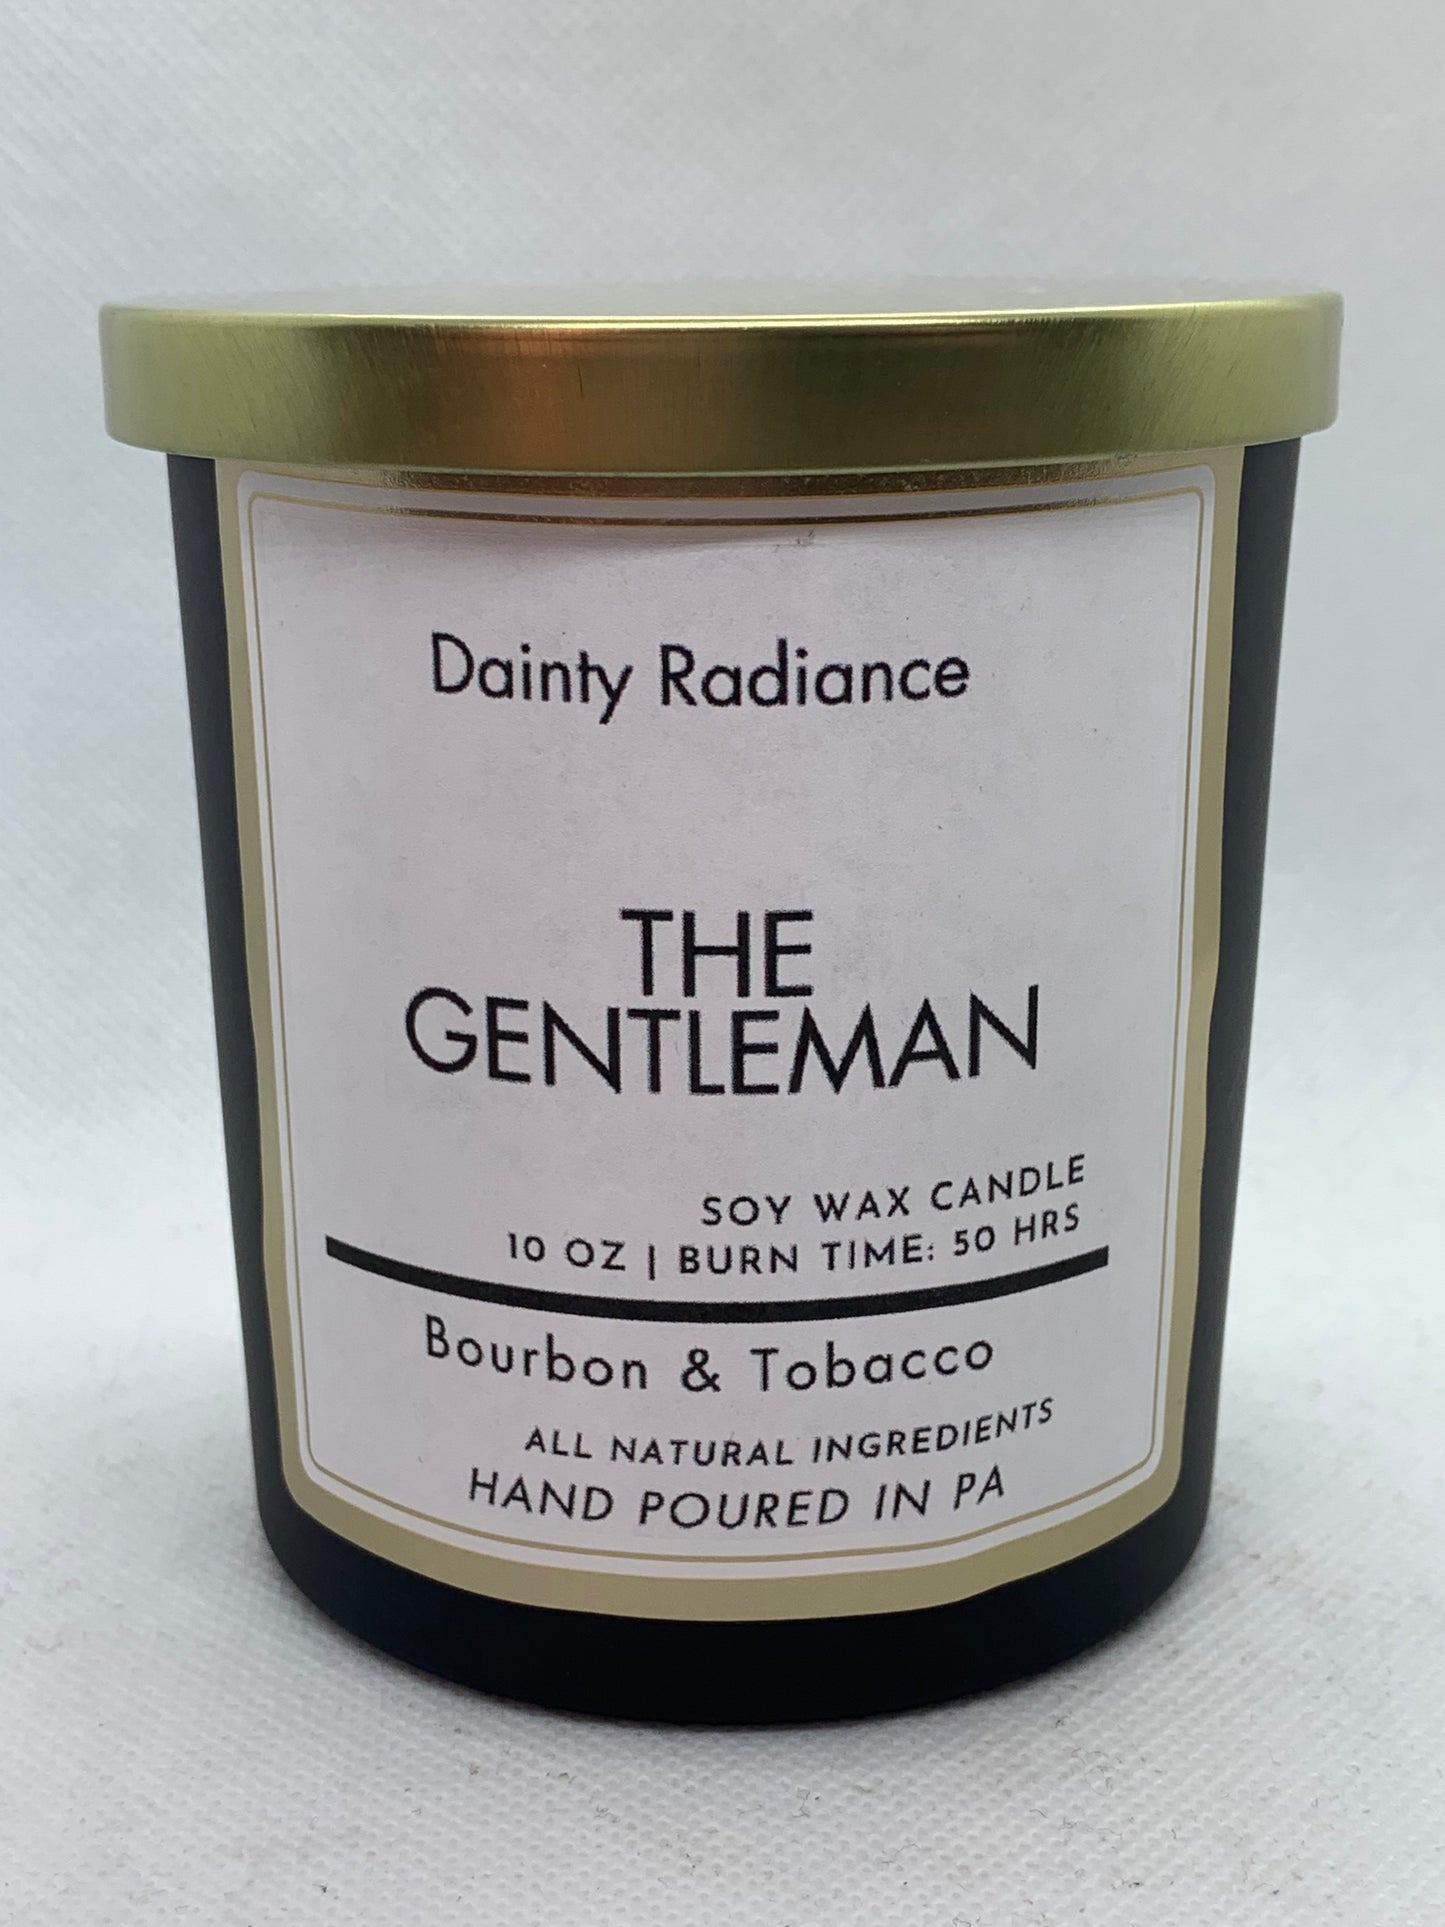 Dainty Radiance
THE
GENTLEMAN
SOY WAX CANDLE
10 OZ | BURN TIME: 50 HRS
Bourbon & Tobacco
ALL NATURAL INGREDIENTS
HAND POURED IN PA